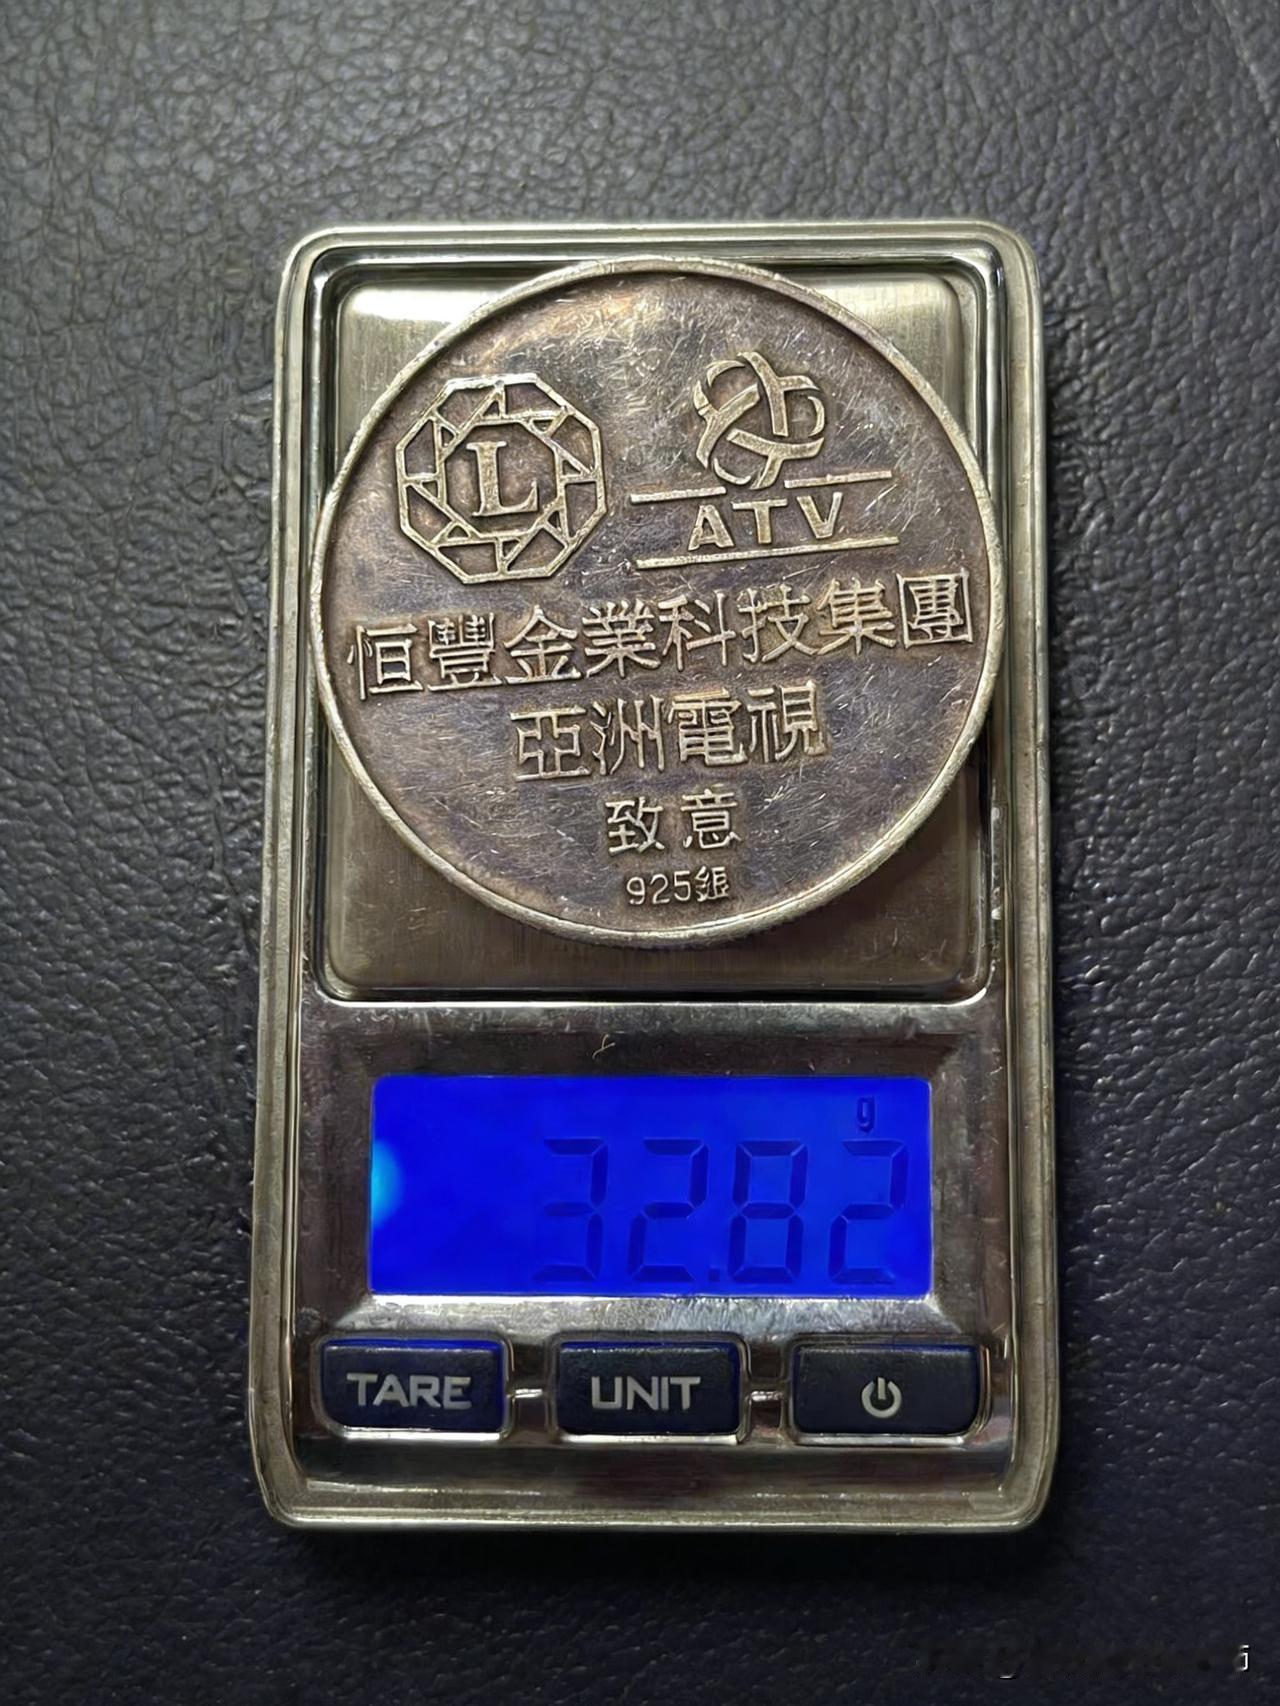 L
ATV
恒豐金業科技集團
亞洲電視
致意
925銀
g
32.82
TARE UNIT